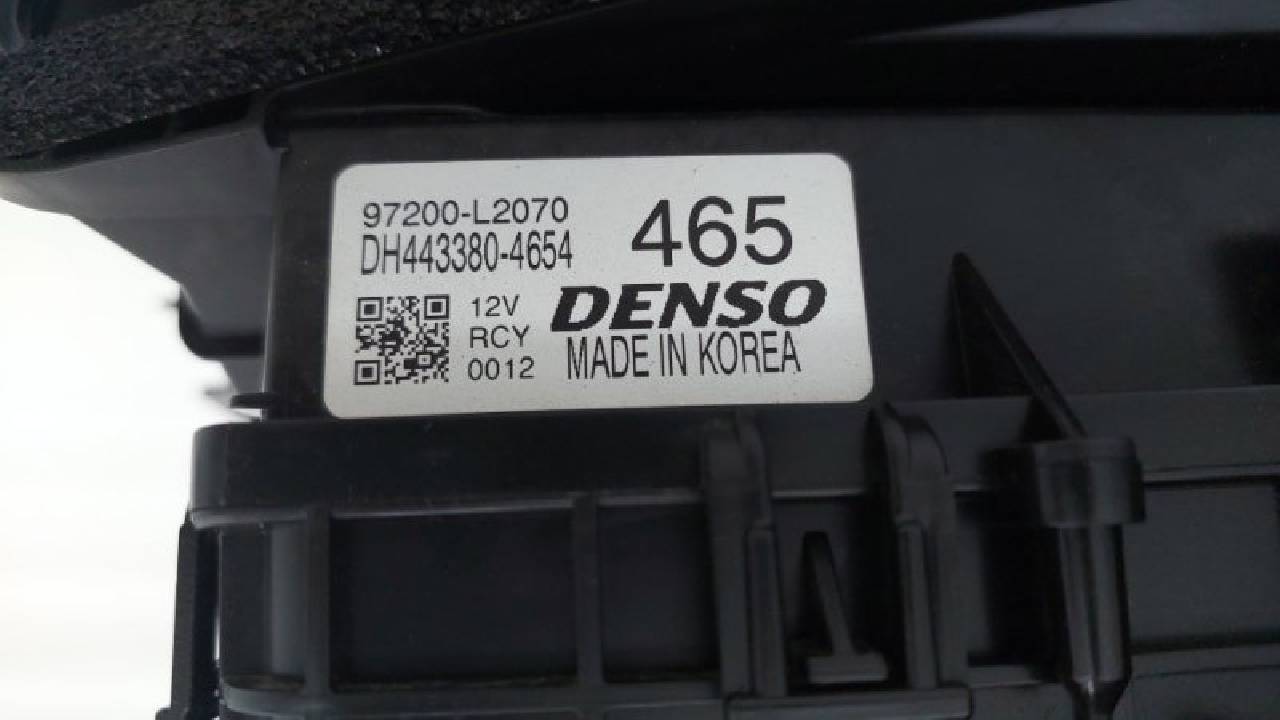 97200-L2070
DH443380-4654
465
12V
RCY
0012
DENSO
MADE IN KOREA